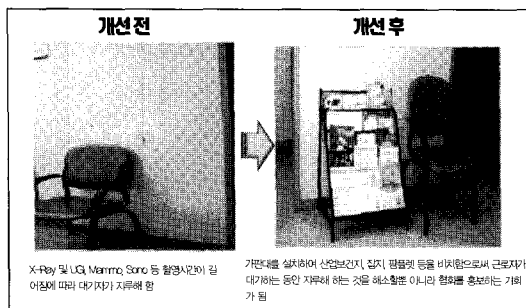 개선 전
개선 후
X-Ray 및 UGI, Mammo, Sono 등 촬영시간이 길
어짐에 따라 대기자가 지루해 함
가판대를 설치하여 산업보건지, 잡지, 팜플렛 등을 비치함으로써 근로자가
대기하는 동안 지루해 하는 것을 해소할뿐 아니라 협회를 홍보하는 기회
가 됨